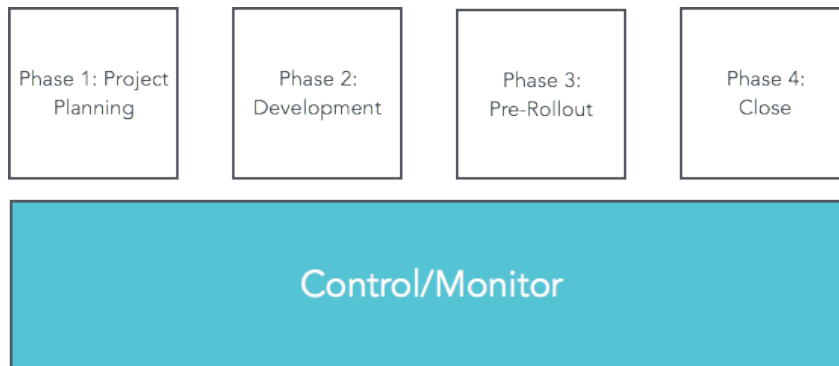 Phase 1: Project
Planning
Phase 2:
Development
Phase 3:
Pre-Rollout
Phase 4:
Close
Control/Monitor